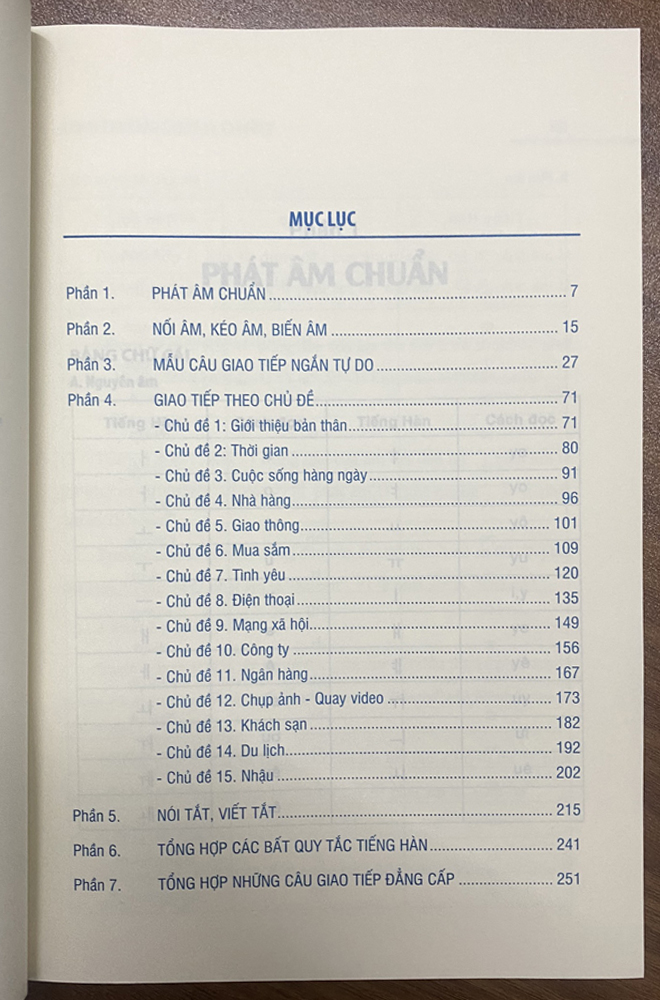 MỤC LỤC
Phần 1. PHÁT ÂM CHUẨN 7
Phần 2. NỐI ÂM, KÉO ÂM, BIẾN ÂM 15
Phần 3. MẪU CÂU GIAO TIẾP NGẮN TỰ DO 27
Phần 4. GIAO TIẾP THEO CHỦ ĐỀ 71
- Chủ đề 1: Giới thiệu bản thân 71
- Chủ đề 2: Thời gian 80
- Chủ đề 3. Cuộc sống hàng ngày 91
- Chủ đề 4. Nhà hàng 96
- Chủ đề 5. Giao thông 101
- Chủ đề 6. Mua sắm 109
- Chủ đề 7. Tình yêu 120
- Chủ đề 8. Điện thoại 135
- Chủ đề 9. Mạng xã hội 149
- Chủ đề 10. Công ty 156
- Chủ đề 11. Ngân hàng 167
- Chủ đề 12. Chụp ảnh - Quay video 173
- Chủ đề 13. Khách sạn 182
- Chủ đề 14. Du lịch 192
- Chủ đề 15. Nhậu 202
Phần 5. NÓI TẮT, VIẾT TẮT 215
Phần 6. TỔNG HỢP CÁC BẤT QUY TẮC TIẾNG HÀN 241
Phần 7. TỔNG HỢP NHỮNG CÂU GIAO TIẾP ĐẲNG CẤP 251